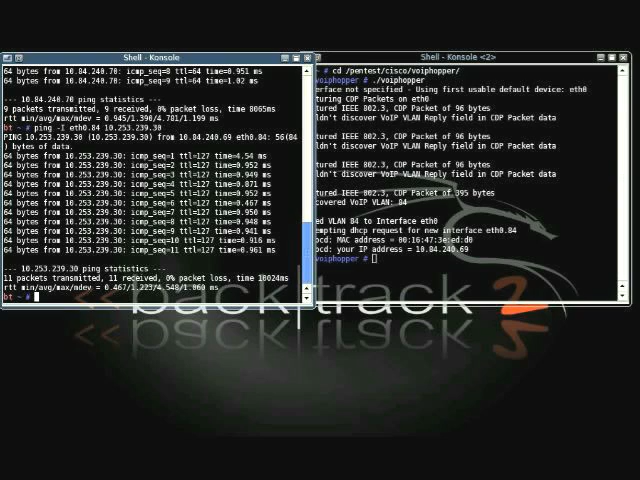 Shell - Konsole
64 bytes from 10.84.240.70: icmp_seq=8 ttl=64 time=0.951 ms
64 bytes from 10.84.240.70: icmp_seq=9 ttl=64 time=1.02 ms
--- 10.84.240.70 ping statistics ---
9 packets transmitted, 9 received, 0% packet loss, time 8065ms
rtt min/avg/max/mdev = 0.945/1.390/4.781/1.199 ms
bt ~ # ping -I eth0.84 10.253.239.30
PING 10.253.239.30 (10.253.239.30) from 10.84.240.69 eth0.84: 56(84
) bytes of data.
64 bytes from 10.253.239.30: icmp_seq=1 ttl=127 time=4.54 ms
64 bytes from 10.253.239.30: icmp_seq=2 ttl=127 time=0.952 ms
64 bytes from 10.253.239.30: icmp_seq=3 ttl=127 time=0.949 ms
64 bytes from 10.253.239.30: icmp_seq=4 ttl=127 time=0.871 ms
64 bytes from 10.253.239.30: icmp_seq=5 ttl=127 time=0.952 ms
64 bytes from 10.253.239.30: icmp_seq=6 ttl=127 time=0.467 ms
64 bytes from 10.253.239.30: icmp_seq=7 ttl=127 time=0.950 ms
64 bytes from 10.253.239.30: icmp_seq=8 ttl=127 time=0.948 ms
64 bytes from 10.253.239.30: icmp_seq=9 ttl=127 time=0.941 ms
64 bytes from 10.253.239.30: icmp_seq=10 ttl=127 time=0.916 ms
64 bytes from 10.253.239.30: icmp_seq=11 ttl=127 time=0.961 ms
--- 10.253.239.30 ping statistics ---
11 packets transmitted, 11 received, 0% packet loss, time 10024ms
rtt min/avg/max/mdev = 0.467/1.223/4.548/1.060 ms
bt ~ #
Shell - Konsole <2>
~ # cd /pentest/cisco/voiphopper/
voiphopper # ./voiphopper
erface not specified - Using first usable default device: eth0
turing CDP Packets on eth0
tured IEEE 802.3, CDP Packet of 96 bytes
ldn't discover VoIP VLAN Reply field in CDP Packet data
tured IEEE 802.3, CDP Packet of 96 bytes
ldn't discover VoIP VLAN Reply field in CDP Packet data
tured IEEE 802.3, CDP Packet of 395 bytes
covered VoIP VLAN: 84
ed VLAN 84 to Interface eth0
empting dhcp request for new interface eth0.84
pcd: MAC address = 00:16:47:3e:ed:d0
pcd: your IP address = 10.84.240.69
voiphopper #
<< back | track 2